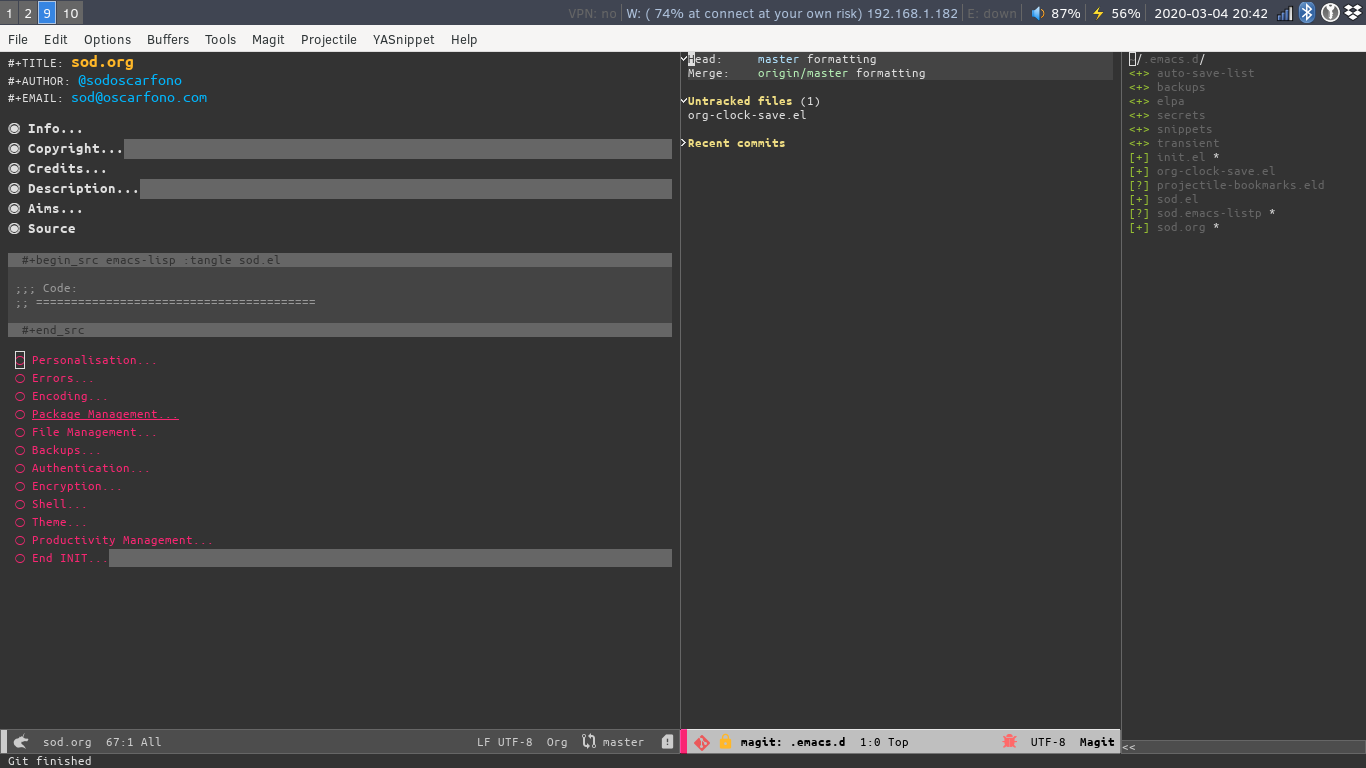 1 2 9 10 VPN: no W: ( 74% at connect at your own risk) 192.168.1.182 E: down 87% 56% 2020-03-04 20:42
File Edit Options Buffers Tools Magit Projectile YASnippet Help
#+TITLE: sod.org
#+AUTHOR: @sodoscarfono
#+EMAIL: sod@oscarfono.com
Info...
Copyright...
Credits...
Description...
Aims...
Source
#+begin_src emacs-lisp :tangle sod.el
;;; Code:
;; ========================================
#+end_src
Personalisation...
Errors...
Encoding...
Package Management...
File Management...
Backups...
Authentication...
Encryption...
Shell...
Theme...
Productivity Management...
End INIT...
sod.org 67:1 All LF UTF-8 Org master
Head: master formatting
Merge: origin/master formatting
Untracked files (1)
org-clock-save.el
Recent commits
magit: .emacs.d 1:0 Top UTF-8 Magit
/.emacs.d/
<+> auto-save-list
<+> backups
<+> elpa
<+> secrets
<+> snippets
<+> transient
[+] init.el *
[+] org-clock-save.el
[?] projectile-bookmarks.eld
[+] sod.el
[?] sod.emacs-listp *
[+] sod.org *
<<
Git finished